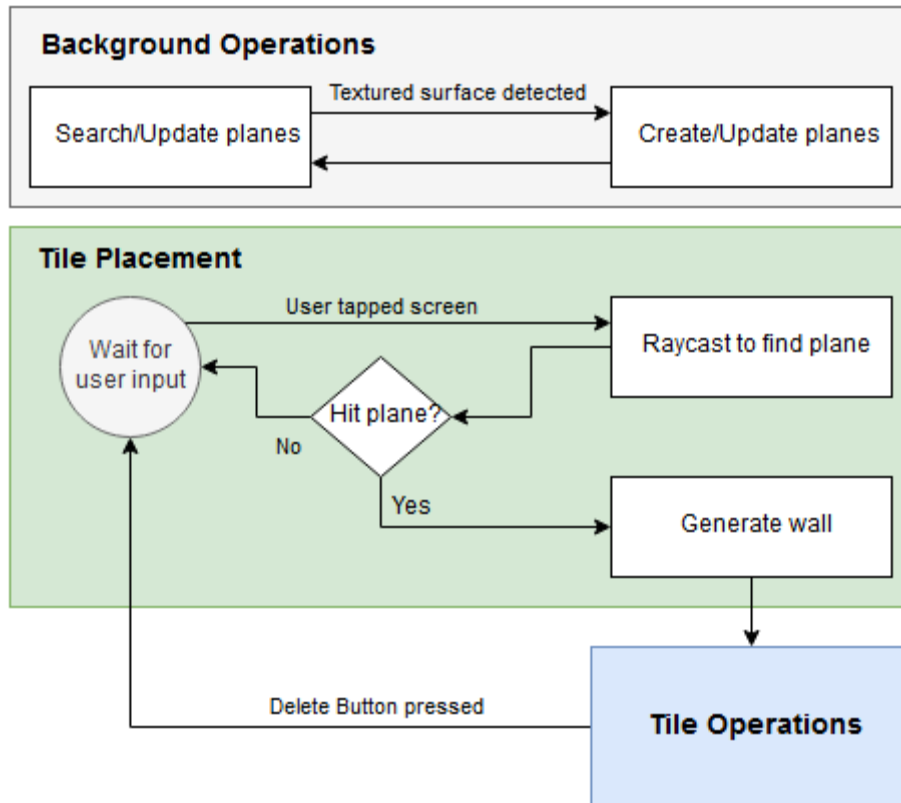 Background Operations
Textured surface detected
Search/Update planes
Create/Update planes
Tile Placement
User tapped screen
Wait for
user input
Raycast to find plane
Hit plane?
No
Yes
Generate wall
Delete Button pressed
Tile Operations